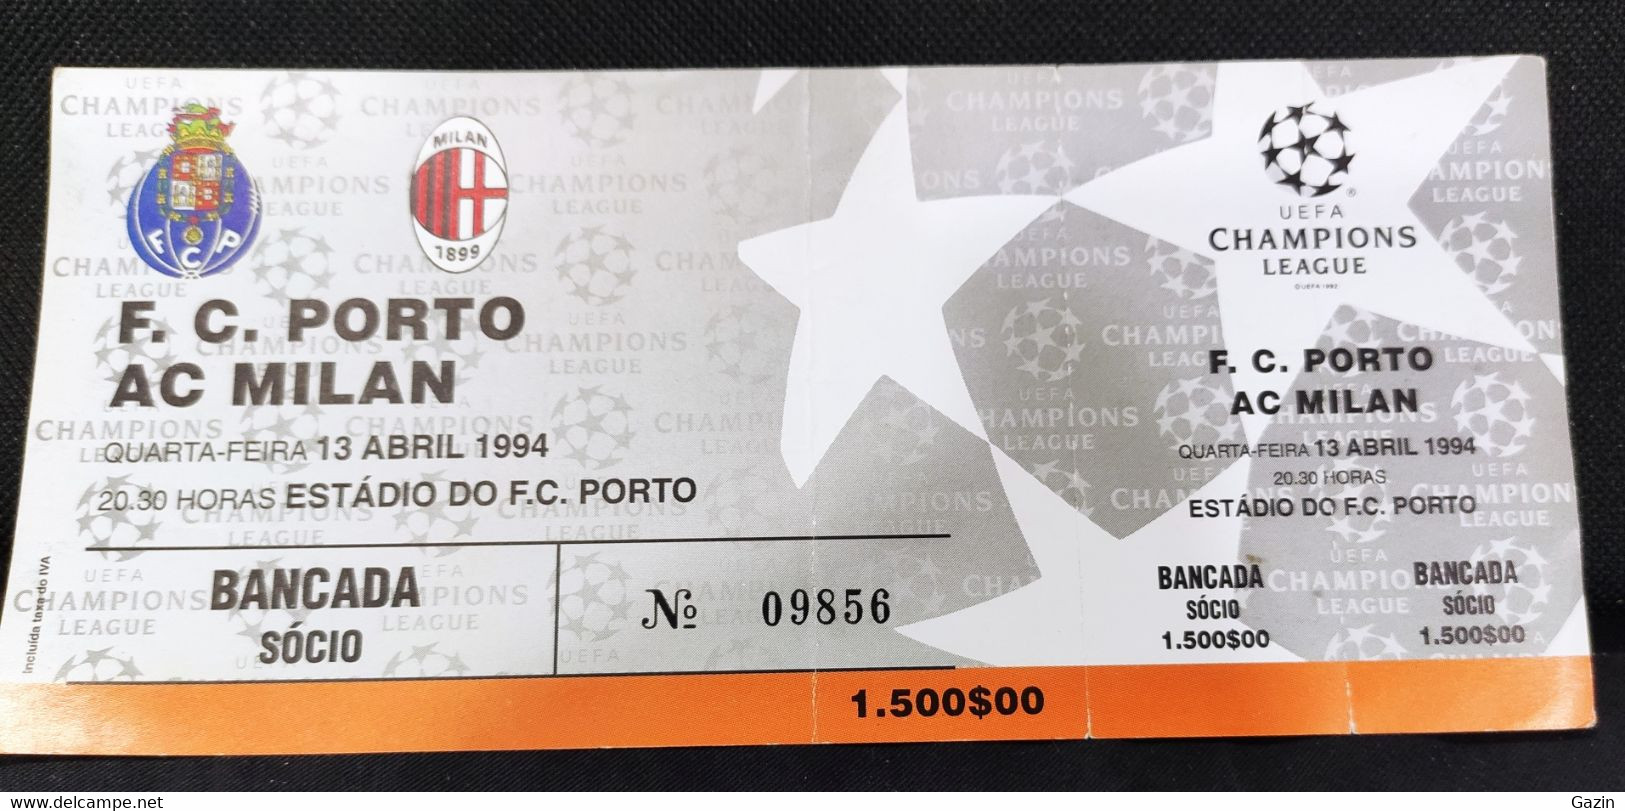 MILAN
1899
F C P
F. C. PORTO
AC MILAN
QUARTA-FEIRA 13 ABRIL 1994
20.30 HORAS ESTÁDIO DO F.C. PORTO
Incluída taxa do IVA
BANCADA
SÓCIO
Nº 09856
1.500$00
UEFA
CHAMPIONS
LEAGUE
© UEFA 1992
F. C. PORTO
AC MILAN
QUARTA-FEIRA 13 ABRIL 1994
20.30 HORAS
ESTÁDIO DO F.C. PORTO
BANCADA
SÓCIO
1.500$00
BANCADA
SÓCIO
1.500$00
UEFA
CHAMPIONS
LEAGUE
www.delcampe.net
Gazin